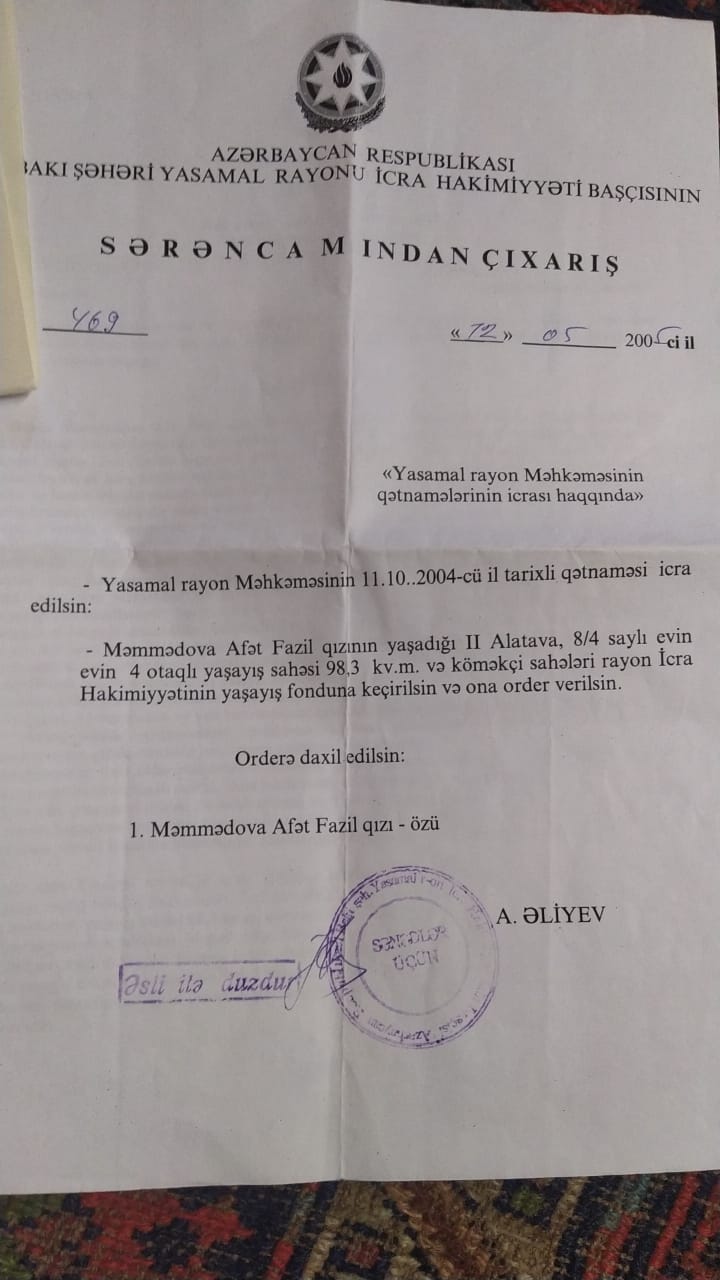 AZƏRBAYCAN RESPUBLİKASI
BAKI ŞƏHƏRİ YASAMAL RAYONU İCRA HAKİMİYYƏTİ BAŞÇISININ
SƏRƏNCAMINDAN ÇIXARIŞ
469
«12» 05 2005 ci il
«Yasamal rayon Məhkəməsinin
qətnamələrinin icrası haqqında»
- Yasamal rayon Məhkəməsinin 11.10..2004-cü il tarixli qətnaməsi icra
edilsin:
- Məmmədova Afət Fazil qızının yaşadığı II Alatava, 8/4 saylı evin
evin 4 otaqlı yaşayış sahəsi 98,3 kv.m. və köməkçi sahələri rayon İcra
Hakimiyyətinin yaşayış fonduna keçirilsin və ona order verilsin.
Orderə daxil edilsin:
1. Məmmədova Afət Fazil qızı - özü
A. ƏLİYEV
SƏNƏDLƏR
ÜÇÜN
Əsli ilə düzdür